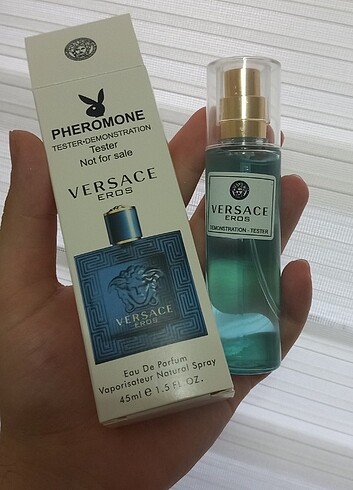 PHEROMONE
TESTER•DEMONSTRATION
Tester
Not for sale
VERSACE
EROS
VERSACE
EROS
Eau De Parfum
Vaporisateur Natural Spray
45ml e 1.5 FL OZ.
VERSACE
EROS
DEMONSTRATION - TESTER